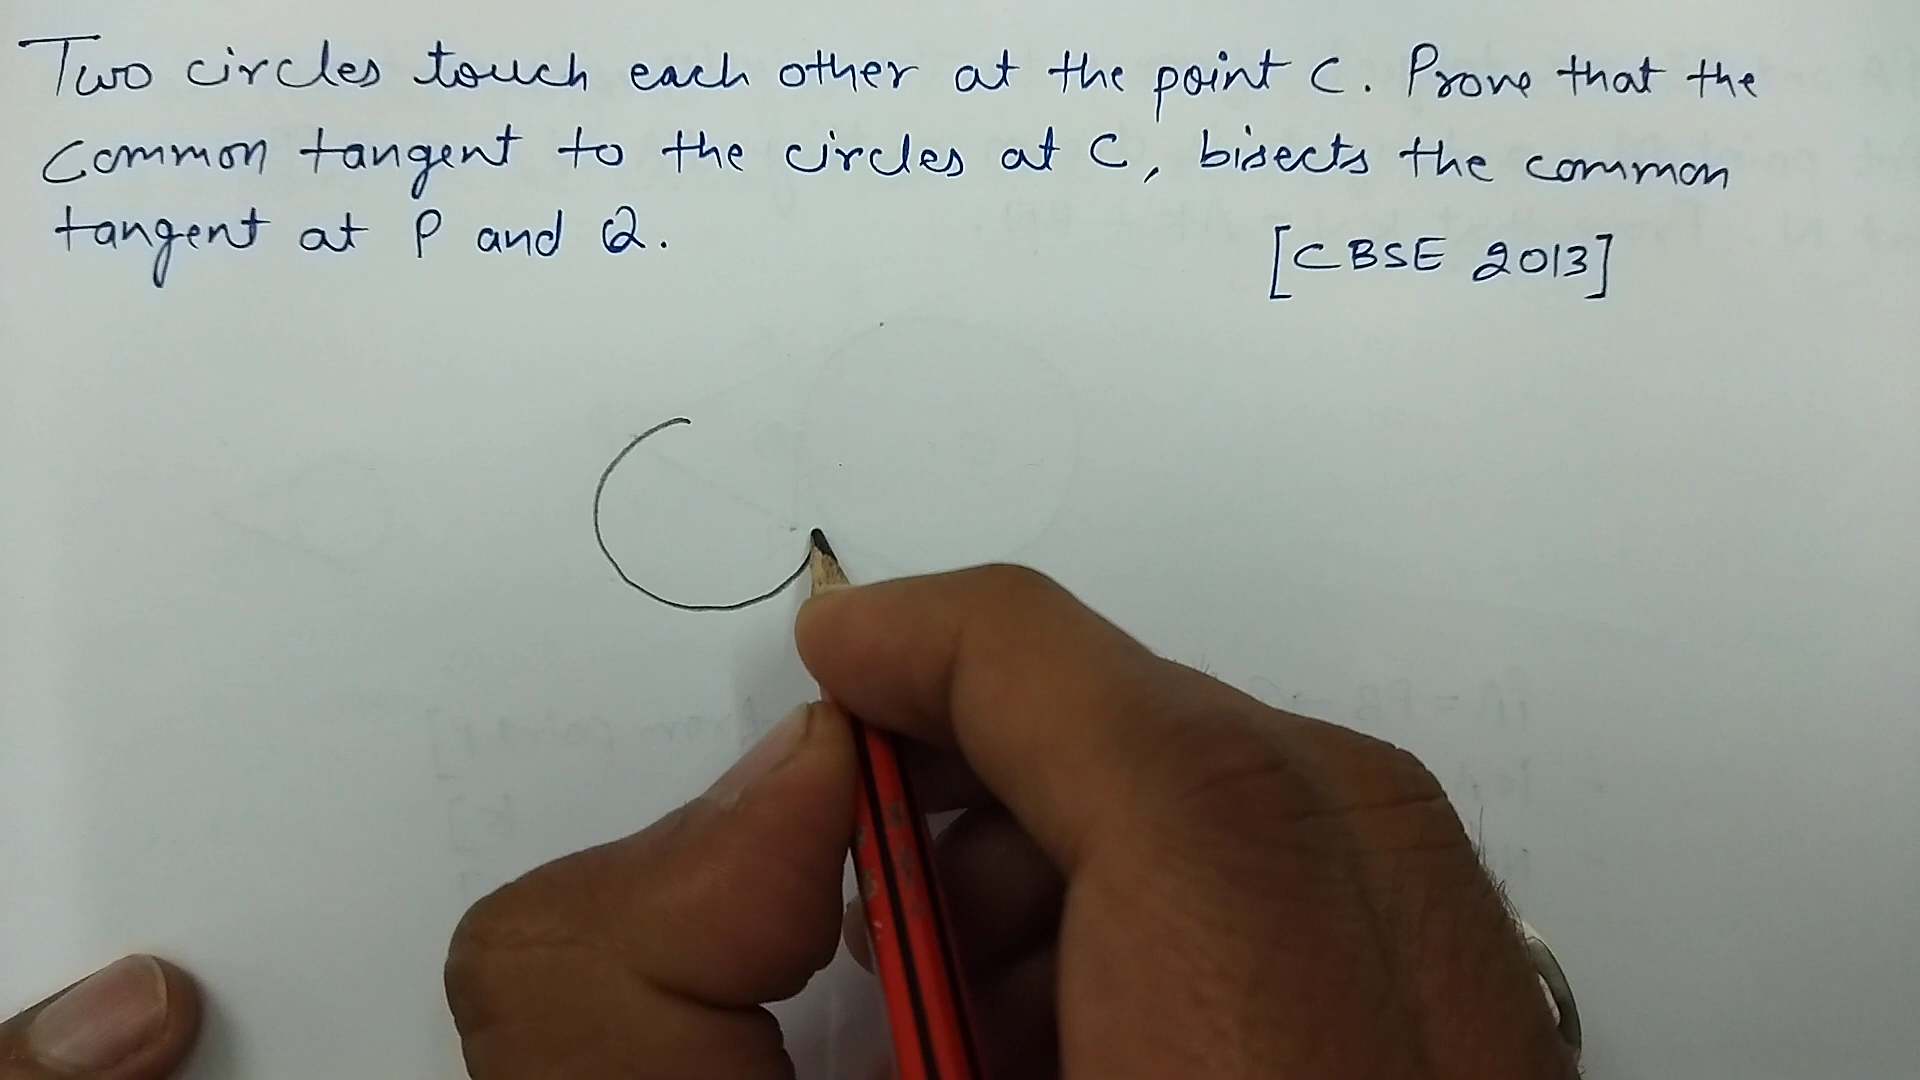 Two circles touch each other at the point C. Prove that the
common tangent to the circles at C, bisects the common
tangent at P and Q.
[CBSE 2013]